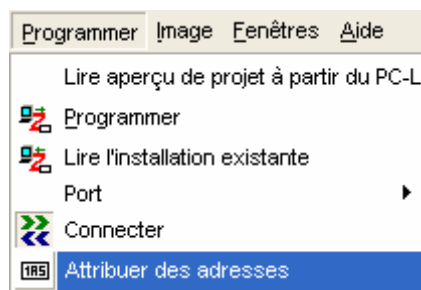 Programmer Image Fenêtres Aide
Lire aperçu de projet à partir du PC-L
Programmer
Lire l'installation existante
Port
Connecter
1AS Attribuer des adresses